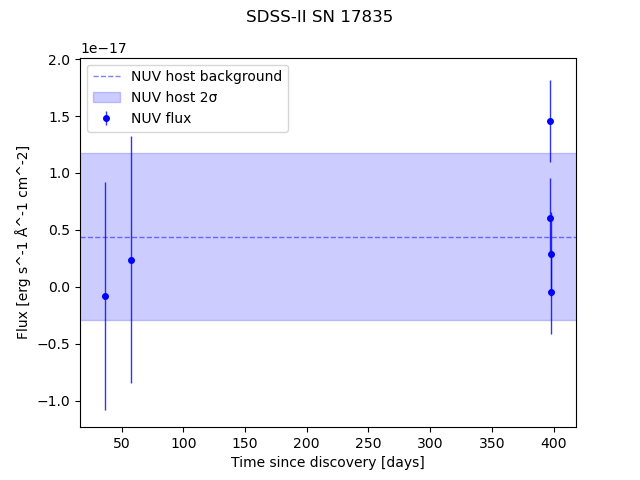 SDSS-II SN 17835
1e−17
NUV host background
NUV host 2σ
NUV flux
2.0
1.5
1.0
0.5
0.0
−0.5
−1.0
Flux [erg s^-1 Å^-1 cm^-2]
50 100 150 200 250 300 350 400
Time since discovery [days]